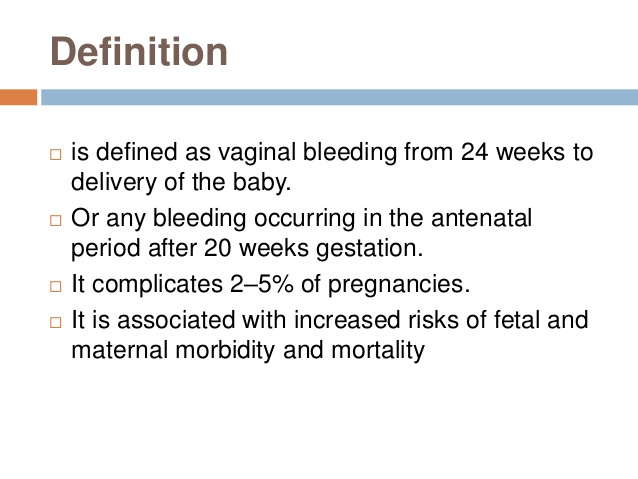 Definition
is defined as vaginal bleeding from 24 weeks to
delivery of the baby.
Or any bleeding occurring in the antenatal
period after 20 weeks gestation.
It complicates 2–5% of pregnancies.
It is associated with increased risks of fetal and
maternal morbidity and mortality